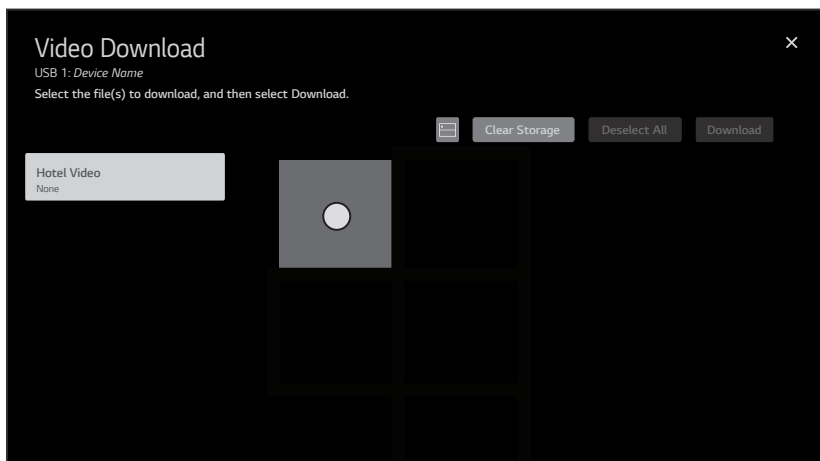 Video Download
USB 1: Device Name
Select the file(s) to download, and then select Download.
Clear Storage
Deselect All
Download
Hotel Video
None